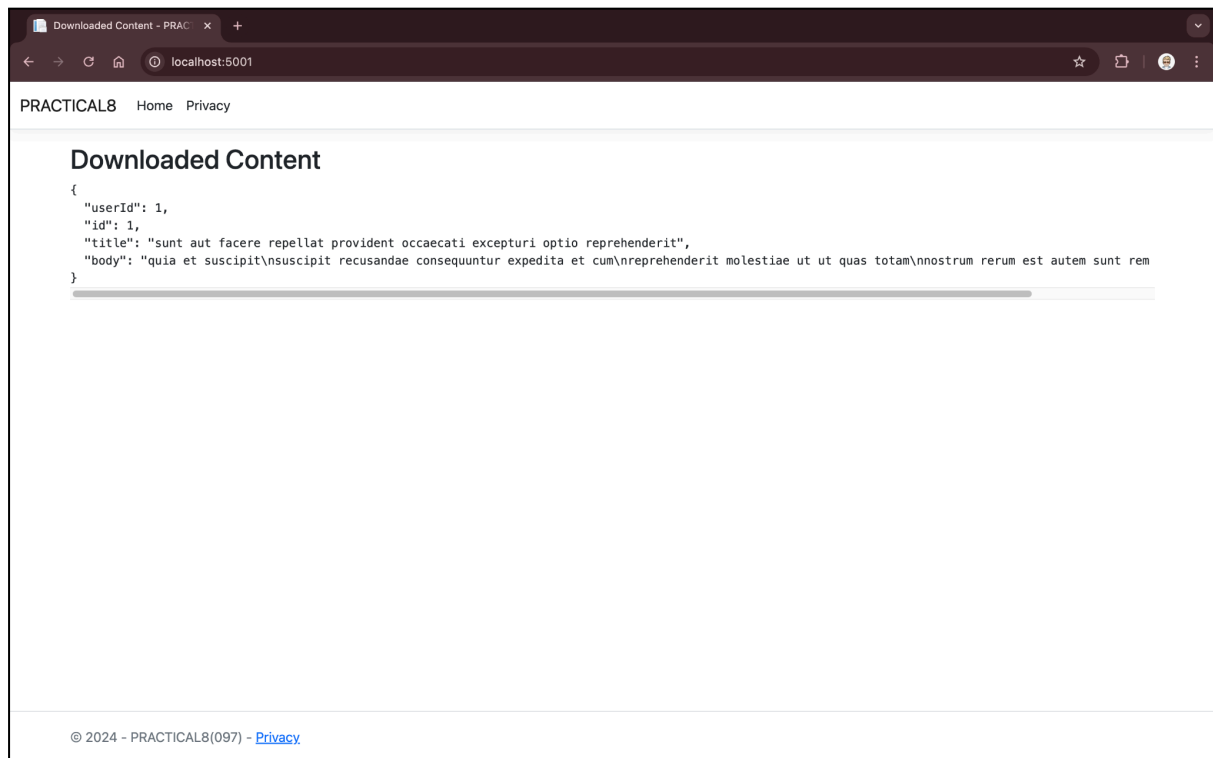 Downloaded Content - PRAC
localhost:5001
PRACTICAL8 Home Privacy
Downloaded Content
{
"userId": 1,
"id": 1,
"title": "sunt aut facere repellat provident occaecati excepturi optio reprehenderit",
"body": "quia et suscipit\nsuscipit recusandae consequuntur expedita et cum\nreprehenderit molestiae ut ut quas totam\nnostrum rerum est autem sunt rem
}
© 2024 - PRACTICAL8(097) - Privacy